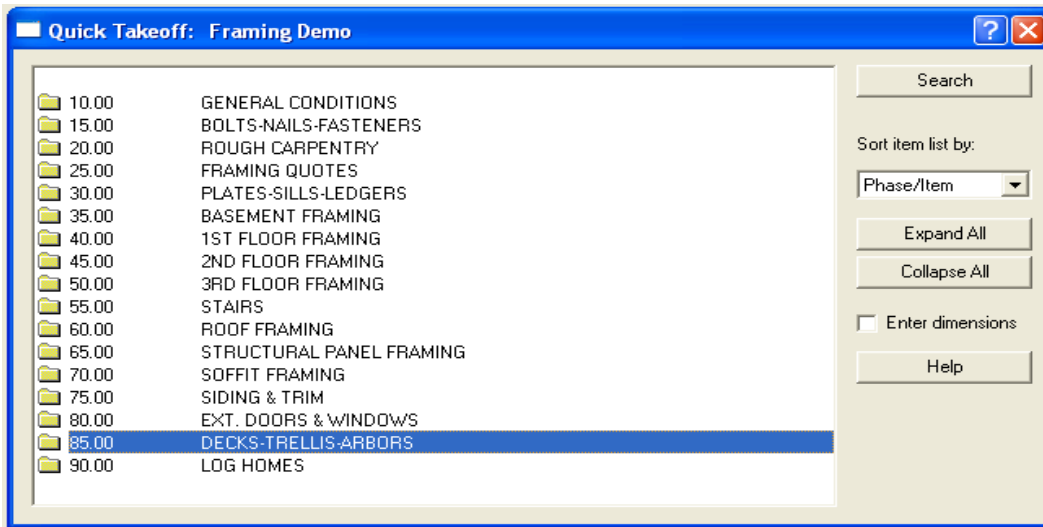 Quick Takeoff: Framing Demo
10.00 GENERAL CONDITIONS
15.00 BOLTS-NAILS-FASTENERS
20.00 ROUGH CARPENTRY
25.00 FRAMING QUOTES
30.00 PLATES-SILLS-LEDGERS
35.00 BASEMENT FRAMING
40.00 1ST FLOOR FRAMING
45.00 2ND FLOOR FRAMING
50.00 3RD FLOOR FRAMING
55.00 STAIRS
60.00 ROOF FRAMING
65.00 STRUCTURAL PANEL FRAMING
70.00 SOFFIT FRAMING
75.00 SIDING & TRIM
80.00 EXT. DOORS & WINDOWS
85.00 DECKS-TRELLIS-ARBORS
90.00 LOG HOMES
Search
Sort item list by:
Phase/Item
Expand All
Collapse All
Enter dimensions
Help